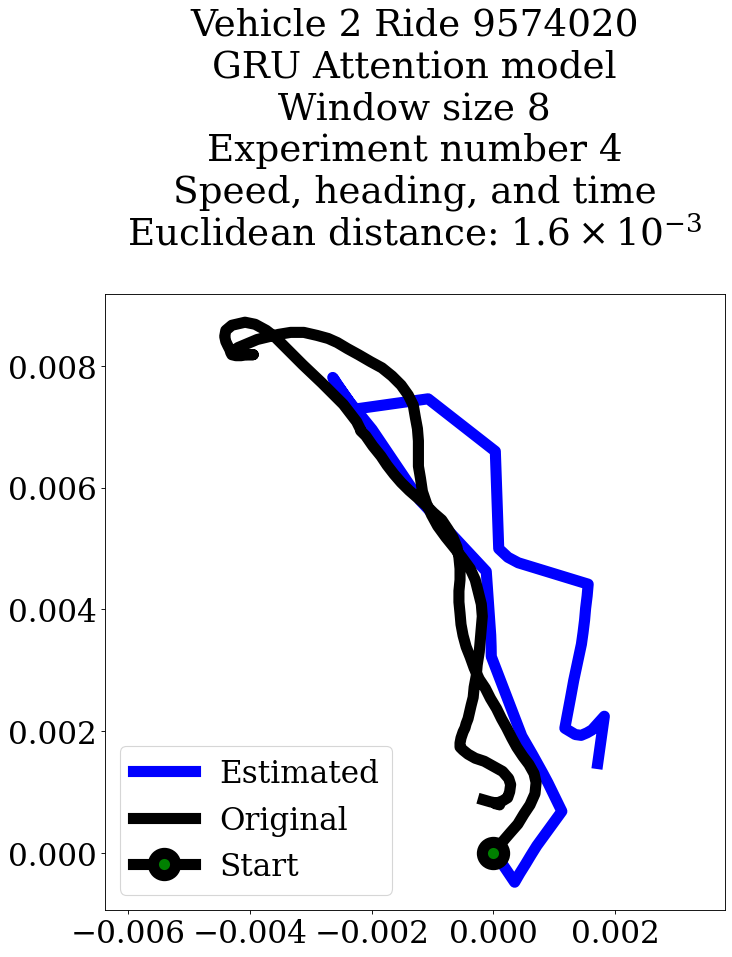 Vehicle 2 Ride 9574020
GRU Attention model
Window size 8
Experiment number 4
Speed, heading, and time
Euclidean distance: 1.6 × 10⁻³
0.008
0.006
0.004
0.002
0.000
Estimated
Original
Start
−0.006 −0.004 −0.002 0.000 0.002